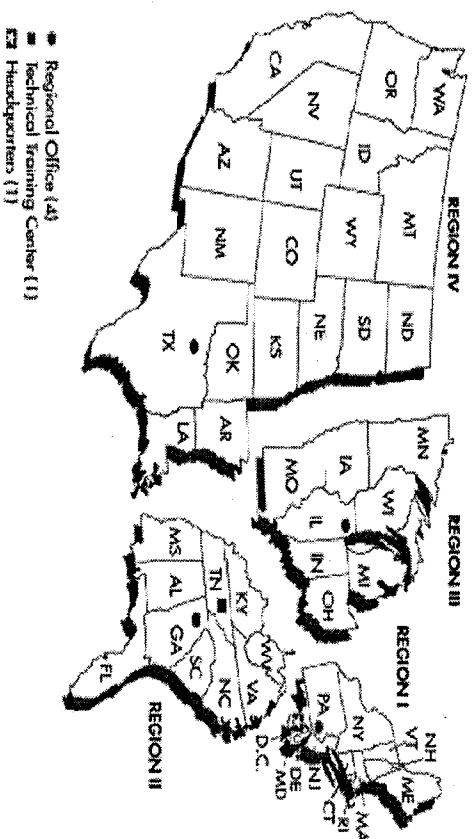 REGION IV
WA
OR
CA
NV
ID
MT
UT
AZ
WY
CO
NM
ND
SD
NE
KS
OK
TX
AR
LA
REGION III
MN
IA
MO
WI
IL
IN
MI
OH
REGION I
ME
NH
VT
NY
MA
RI
CT
NJ
PA
DE
MD
D.C.
REGION II
WV
VA
KY
NC
TN
SC
GA
AL
MS
FL
Regional Office (4)
Technical Training Center (1)
Headquarters (1)